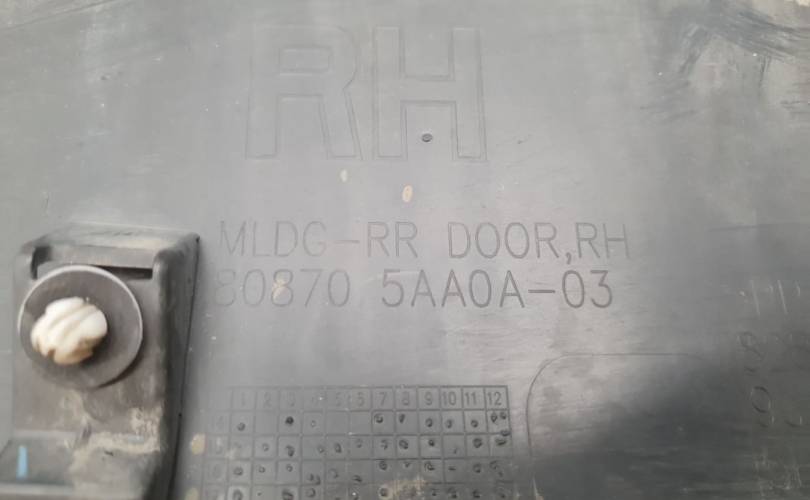 RH
MLDG-RR DOOR,RH
80870 5AA0A-03
1 2 3 4 5 6 7 8 9 10 11 12